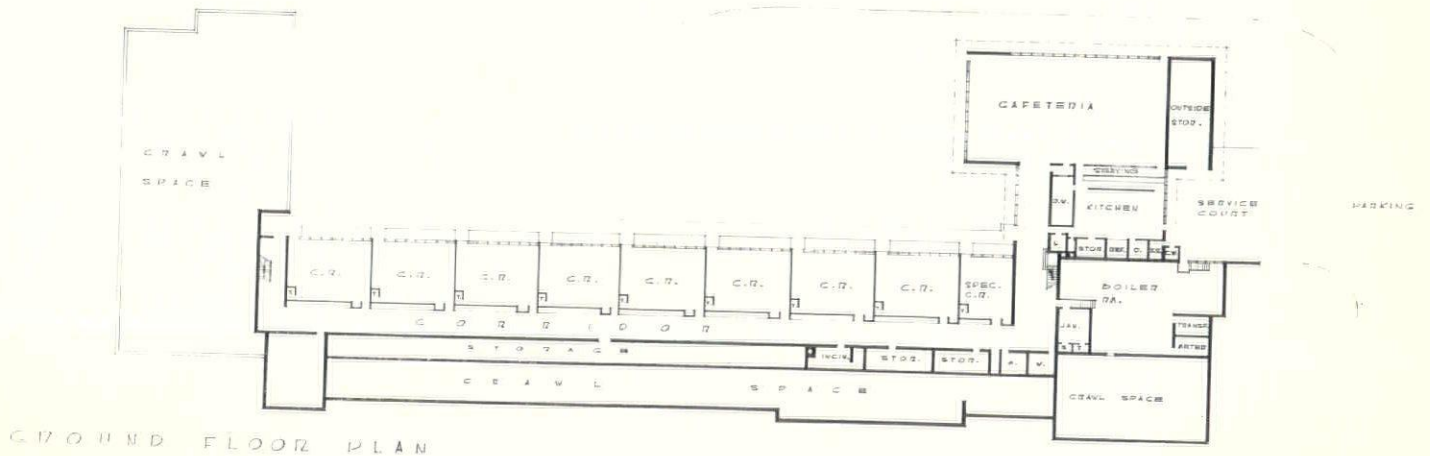 CAFETERIA
OUTSIDE
STOR.
CRAWL
SPACE
SERVING
D.W.
KITCHEN
SERVICE
COURT
PARKING
L.
STOR.
REF.
C.
C.R.
C.R.
C.R.
C.R.
C.R.
C.R.
C.R.
C.R.
SPEC.
C.R.
BOILER
RM.
T.
T.
T.
T.
T.
T.
T.
T.
T.
CORRIDOR
JAN.
TRANSF.
STORAGE
INCIN.
STOR.
STOR.
S.
T.
CRAWL SPACE
CRAWL SPACE
GROUND FLOOR PLAN